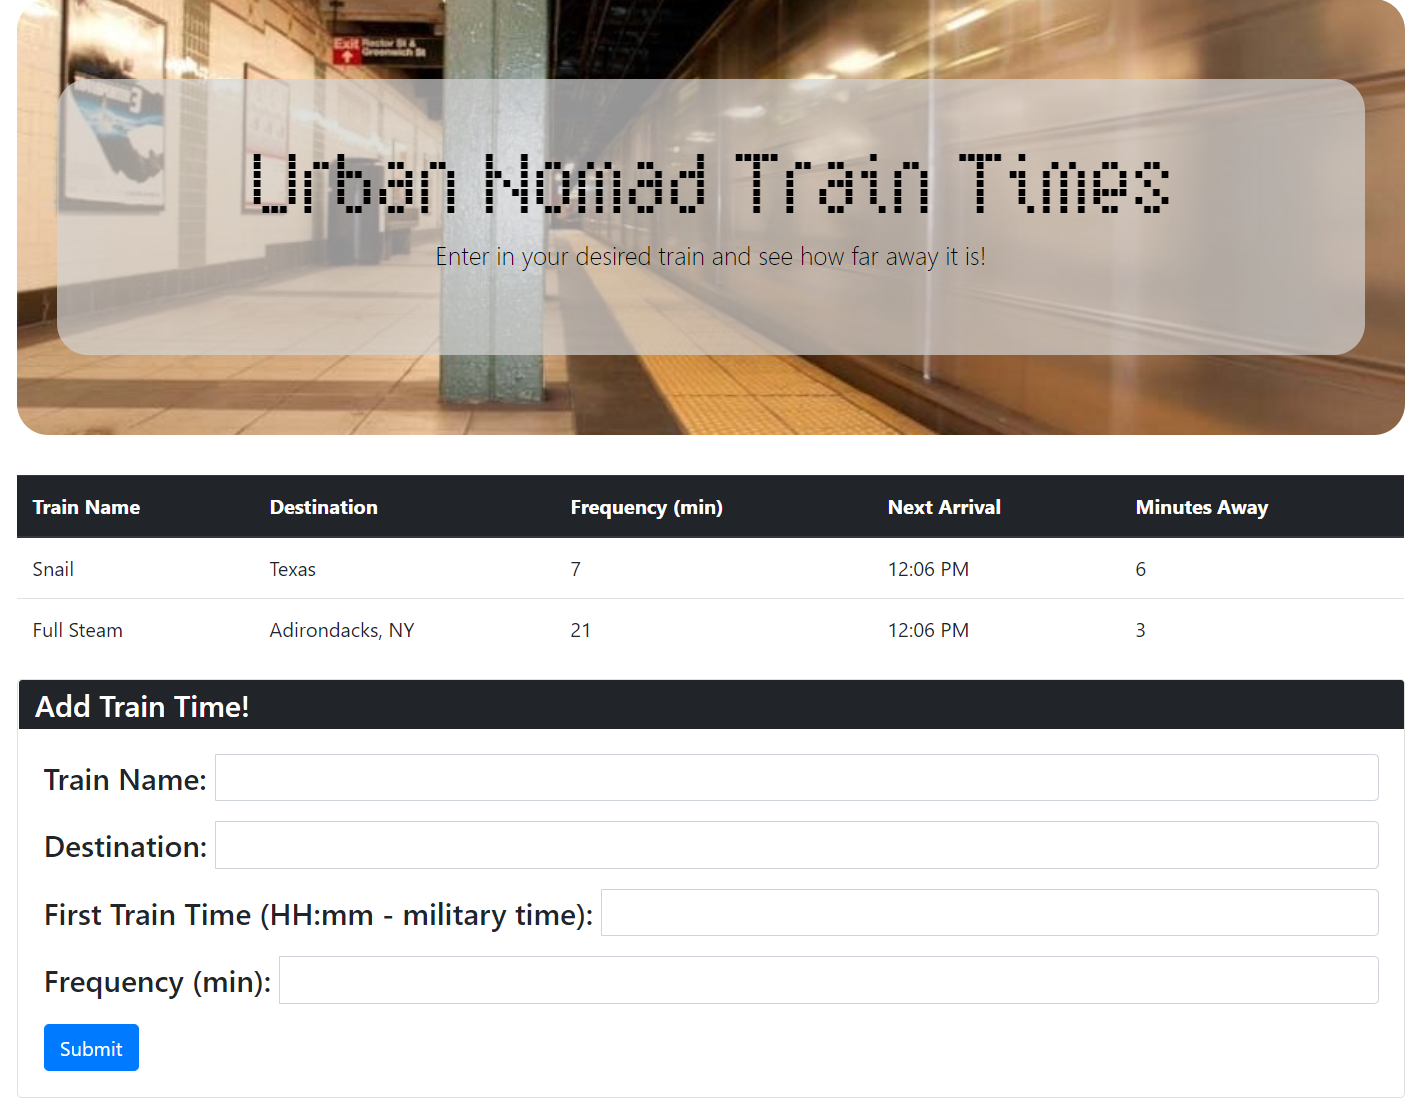 Exit Rector St &
Greenwich St
Urban Nomad Train Times
Enter in your desired train and see how far away it is!
Train Name Destination Frequency (min) Next Arrival Minutes Away
Snail Texas 7 12:06 PM 6
Full Steam Adirondacks, NY 21 12:06 PM 3
Add Train Time!
Train Name:
Destination:
First Train Time (HH:mm - military time):
Frequency (min):
Submit